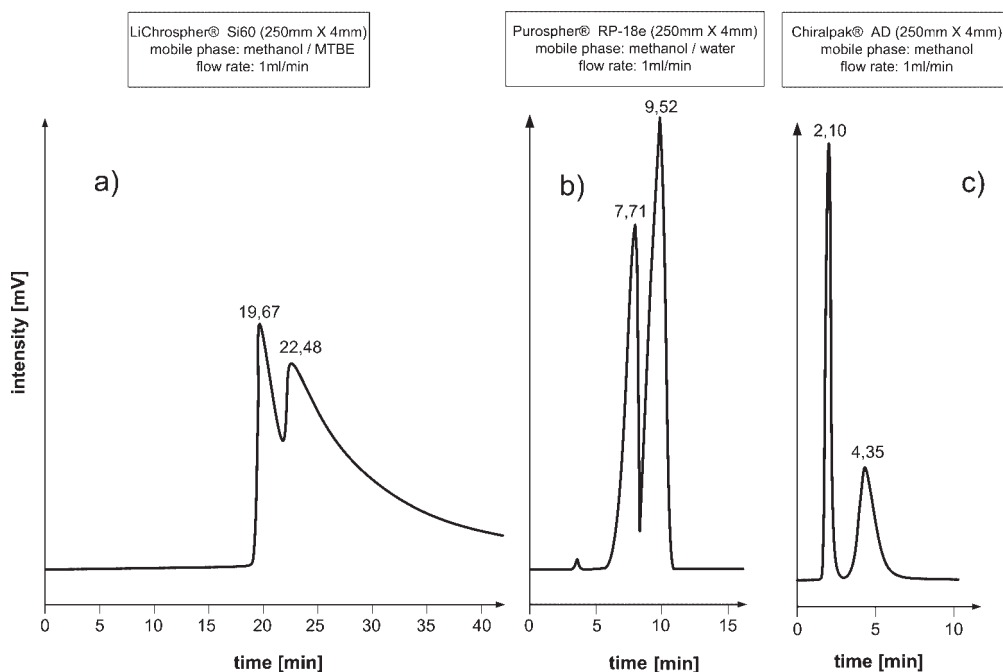 LiChrospher® Si60 (250mm X 4mm)
mobile phase: methanol / MTBE
flow rate: 1ml/min
Purospher® RP-18e (250mm X 4mm)
mobile phase: methanol / water
flow rate: 1ml/min
Chiralpak® AD (250mm X 4mm)
mobile phase: methanol
flow rate: 1ml/min
a)
19,67
22,48
intensity [mV]
0 5 10 15 20 25 30 35 40
time [min]
b)
7,71
9,52
0 5 10 15
time [min]
c)
2,10
4,35
0 5 10
time [min]